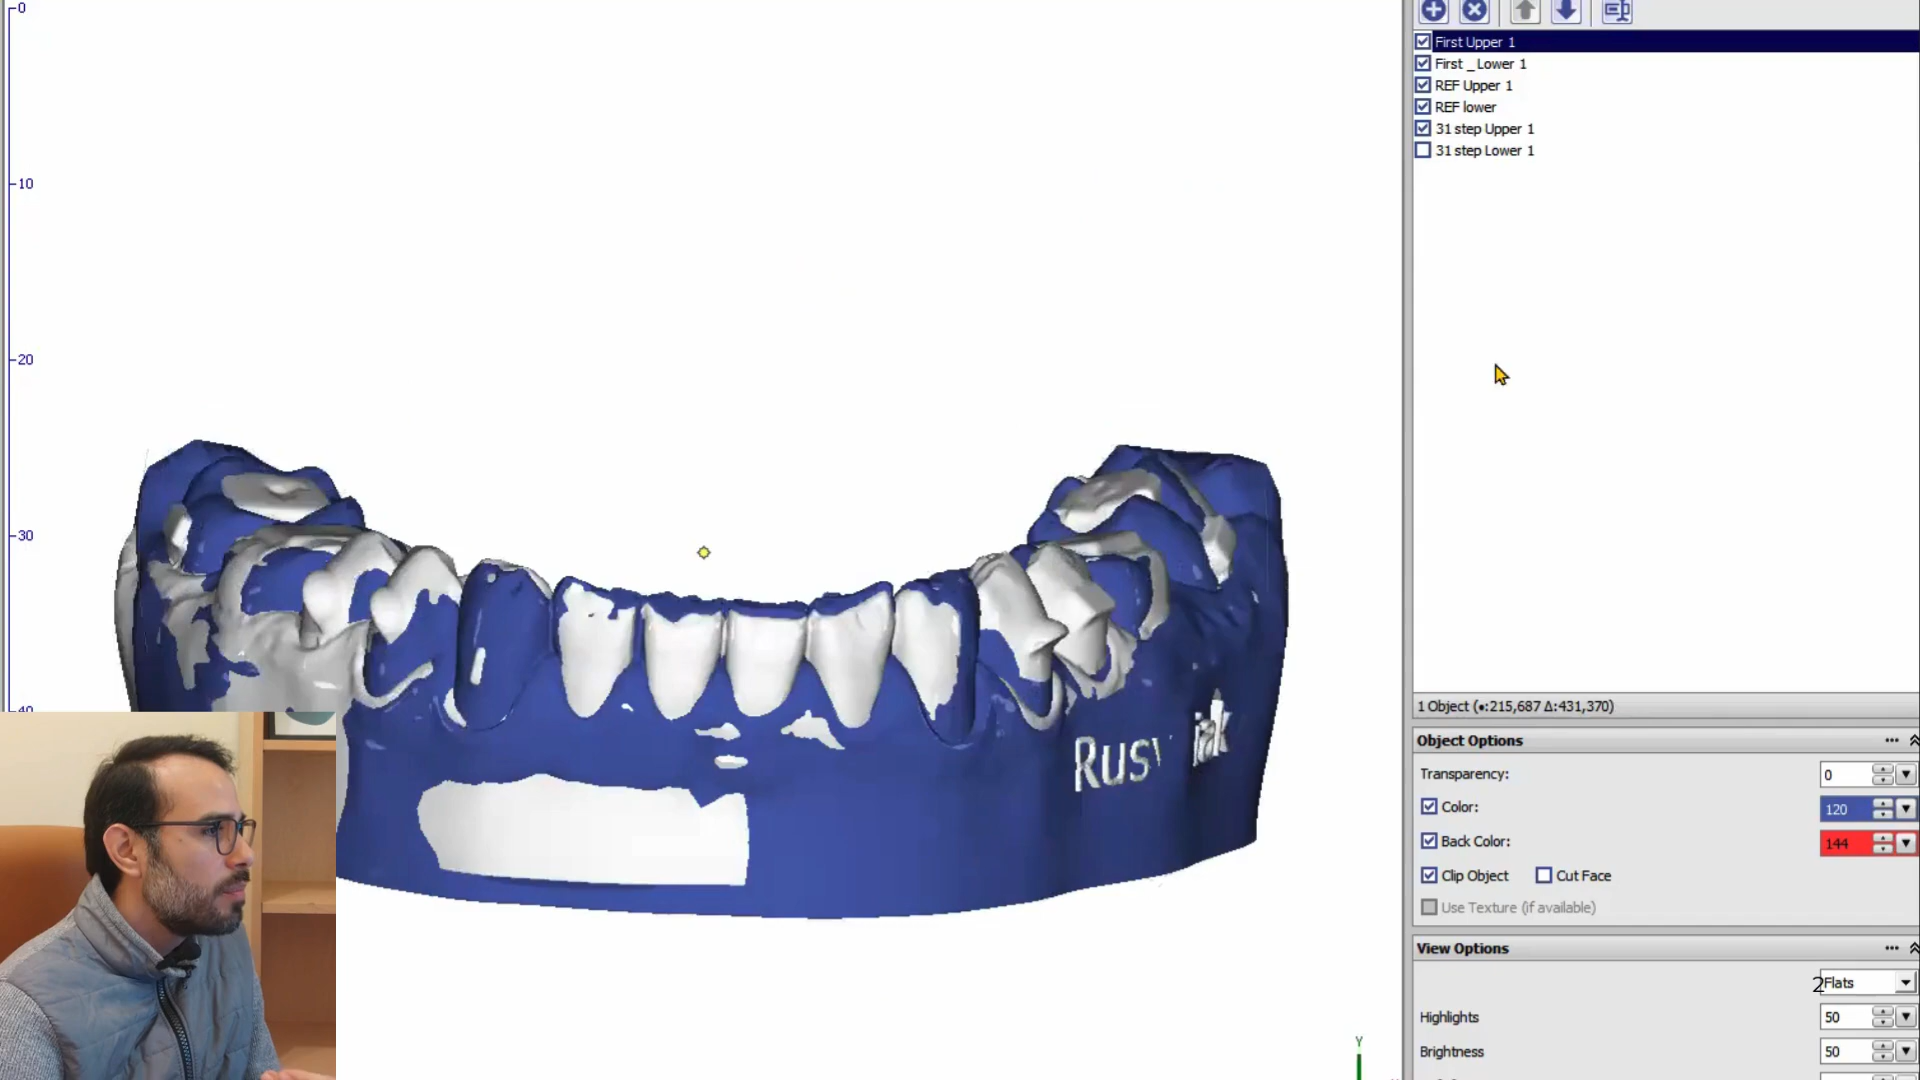 0
10
20
30
40
First Upper 1
First _Lower 1
REF Upper 1
REF lower
31 step Upper 1
31 step Lower 1
1 Object (•:215,687 Δ:431,370)
Object Options
Transparency:
0
Color:
120
Back Color:
144
Clip Object
Cut Face
Use Texture (if available)
View Options
2
Flats
Highlights
50
Brightness
50
Y